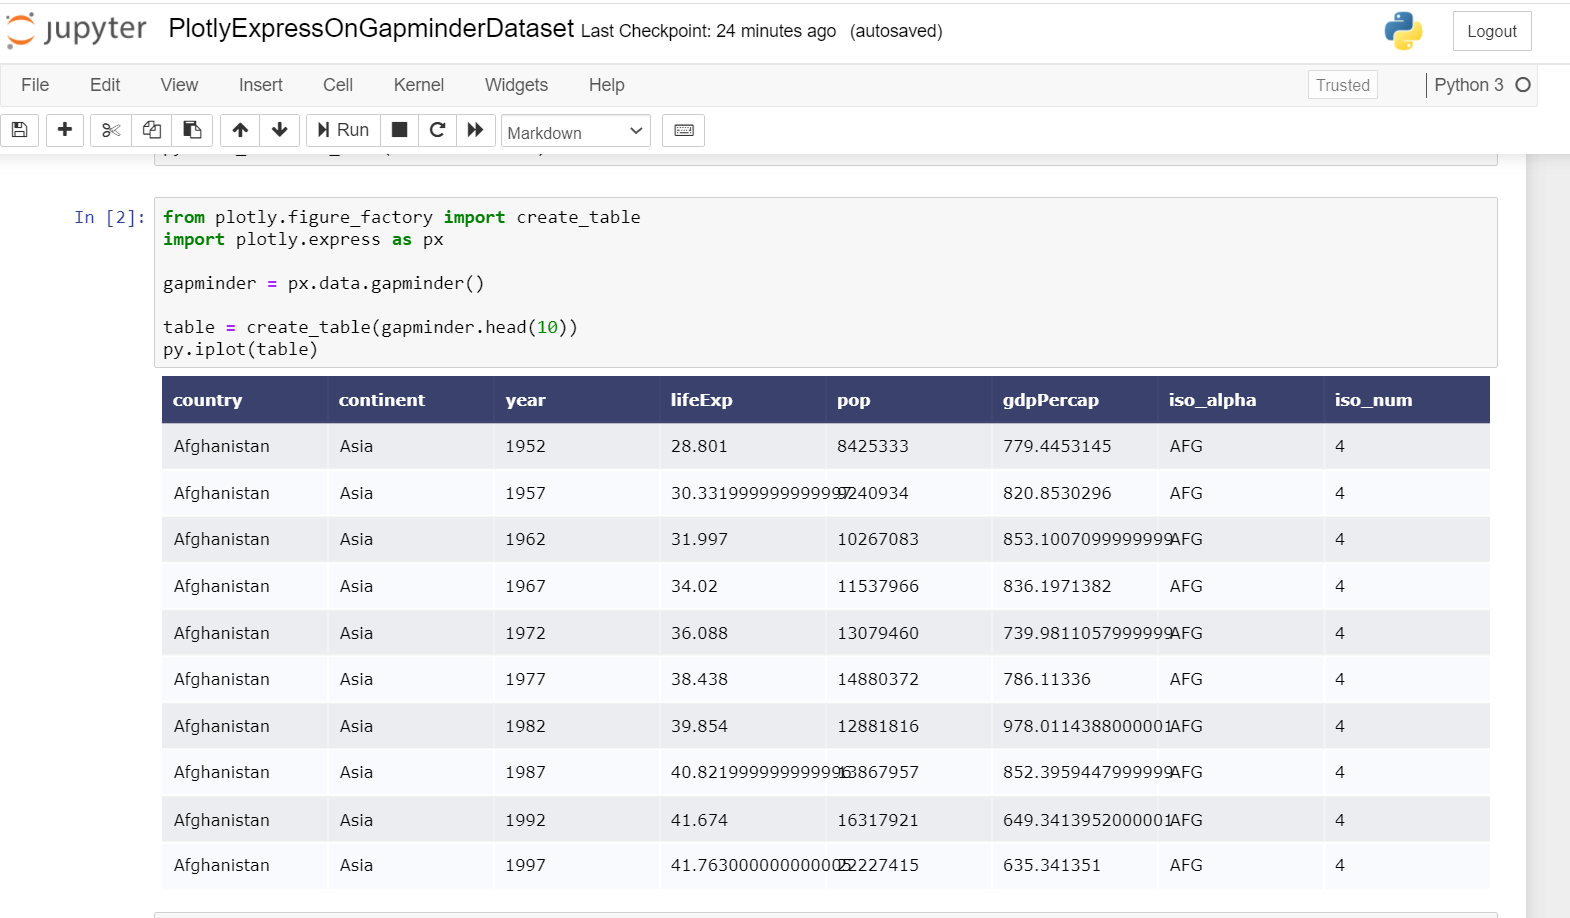 jupyter PlotlyExpressOnGapminderDataset Last Checkpoint: 24 minutes ago (autosaved) Logout
File Edit View Insert Cell Kernel Widgets Help Trusted Python 3
Run Markdown
In [2]: from plotly.figure_factory import create_table
import plotly.express as px
gapminder = px.data.gapminder()
table = create_table(gapminder.head(10))
py.iplot(table)
country continent year lifeExp pop gdpPercap iso_alpha iso_num
Afghanistan Asia 1952 28.801 8425333 779.4453145 AFG 4
Afghanistan Asia 1957 30.331999999999997 9240934 820.8530296 AFG 4
Afghanistan Asia 1962 31.997 10267083 853.1007099999999 AFG 4
Afghanistan Asia 1967 34.02 11537966 836.1971382 AFG 4
Afghanistan Asia 1972 36.088 13079460 739.9811057999999 AFG 4
Afghanistan Asia 1977 38.438 14880372 786.11336 AFG 4
Afghanistan Asia 1982 39.854 12881816 978.0114388000001 AFG 4
Afghanistan Asia 1987 40.821999999999996 13867957 852.3959447999999 AFG 4
Afghanistan Asia 1992 41.674 16317921 649.3413952000001 AFG 4
Afghanistan Asia 1997 41.763000000000005 22227415 635.341351 AFG 4